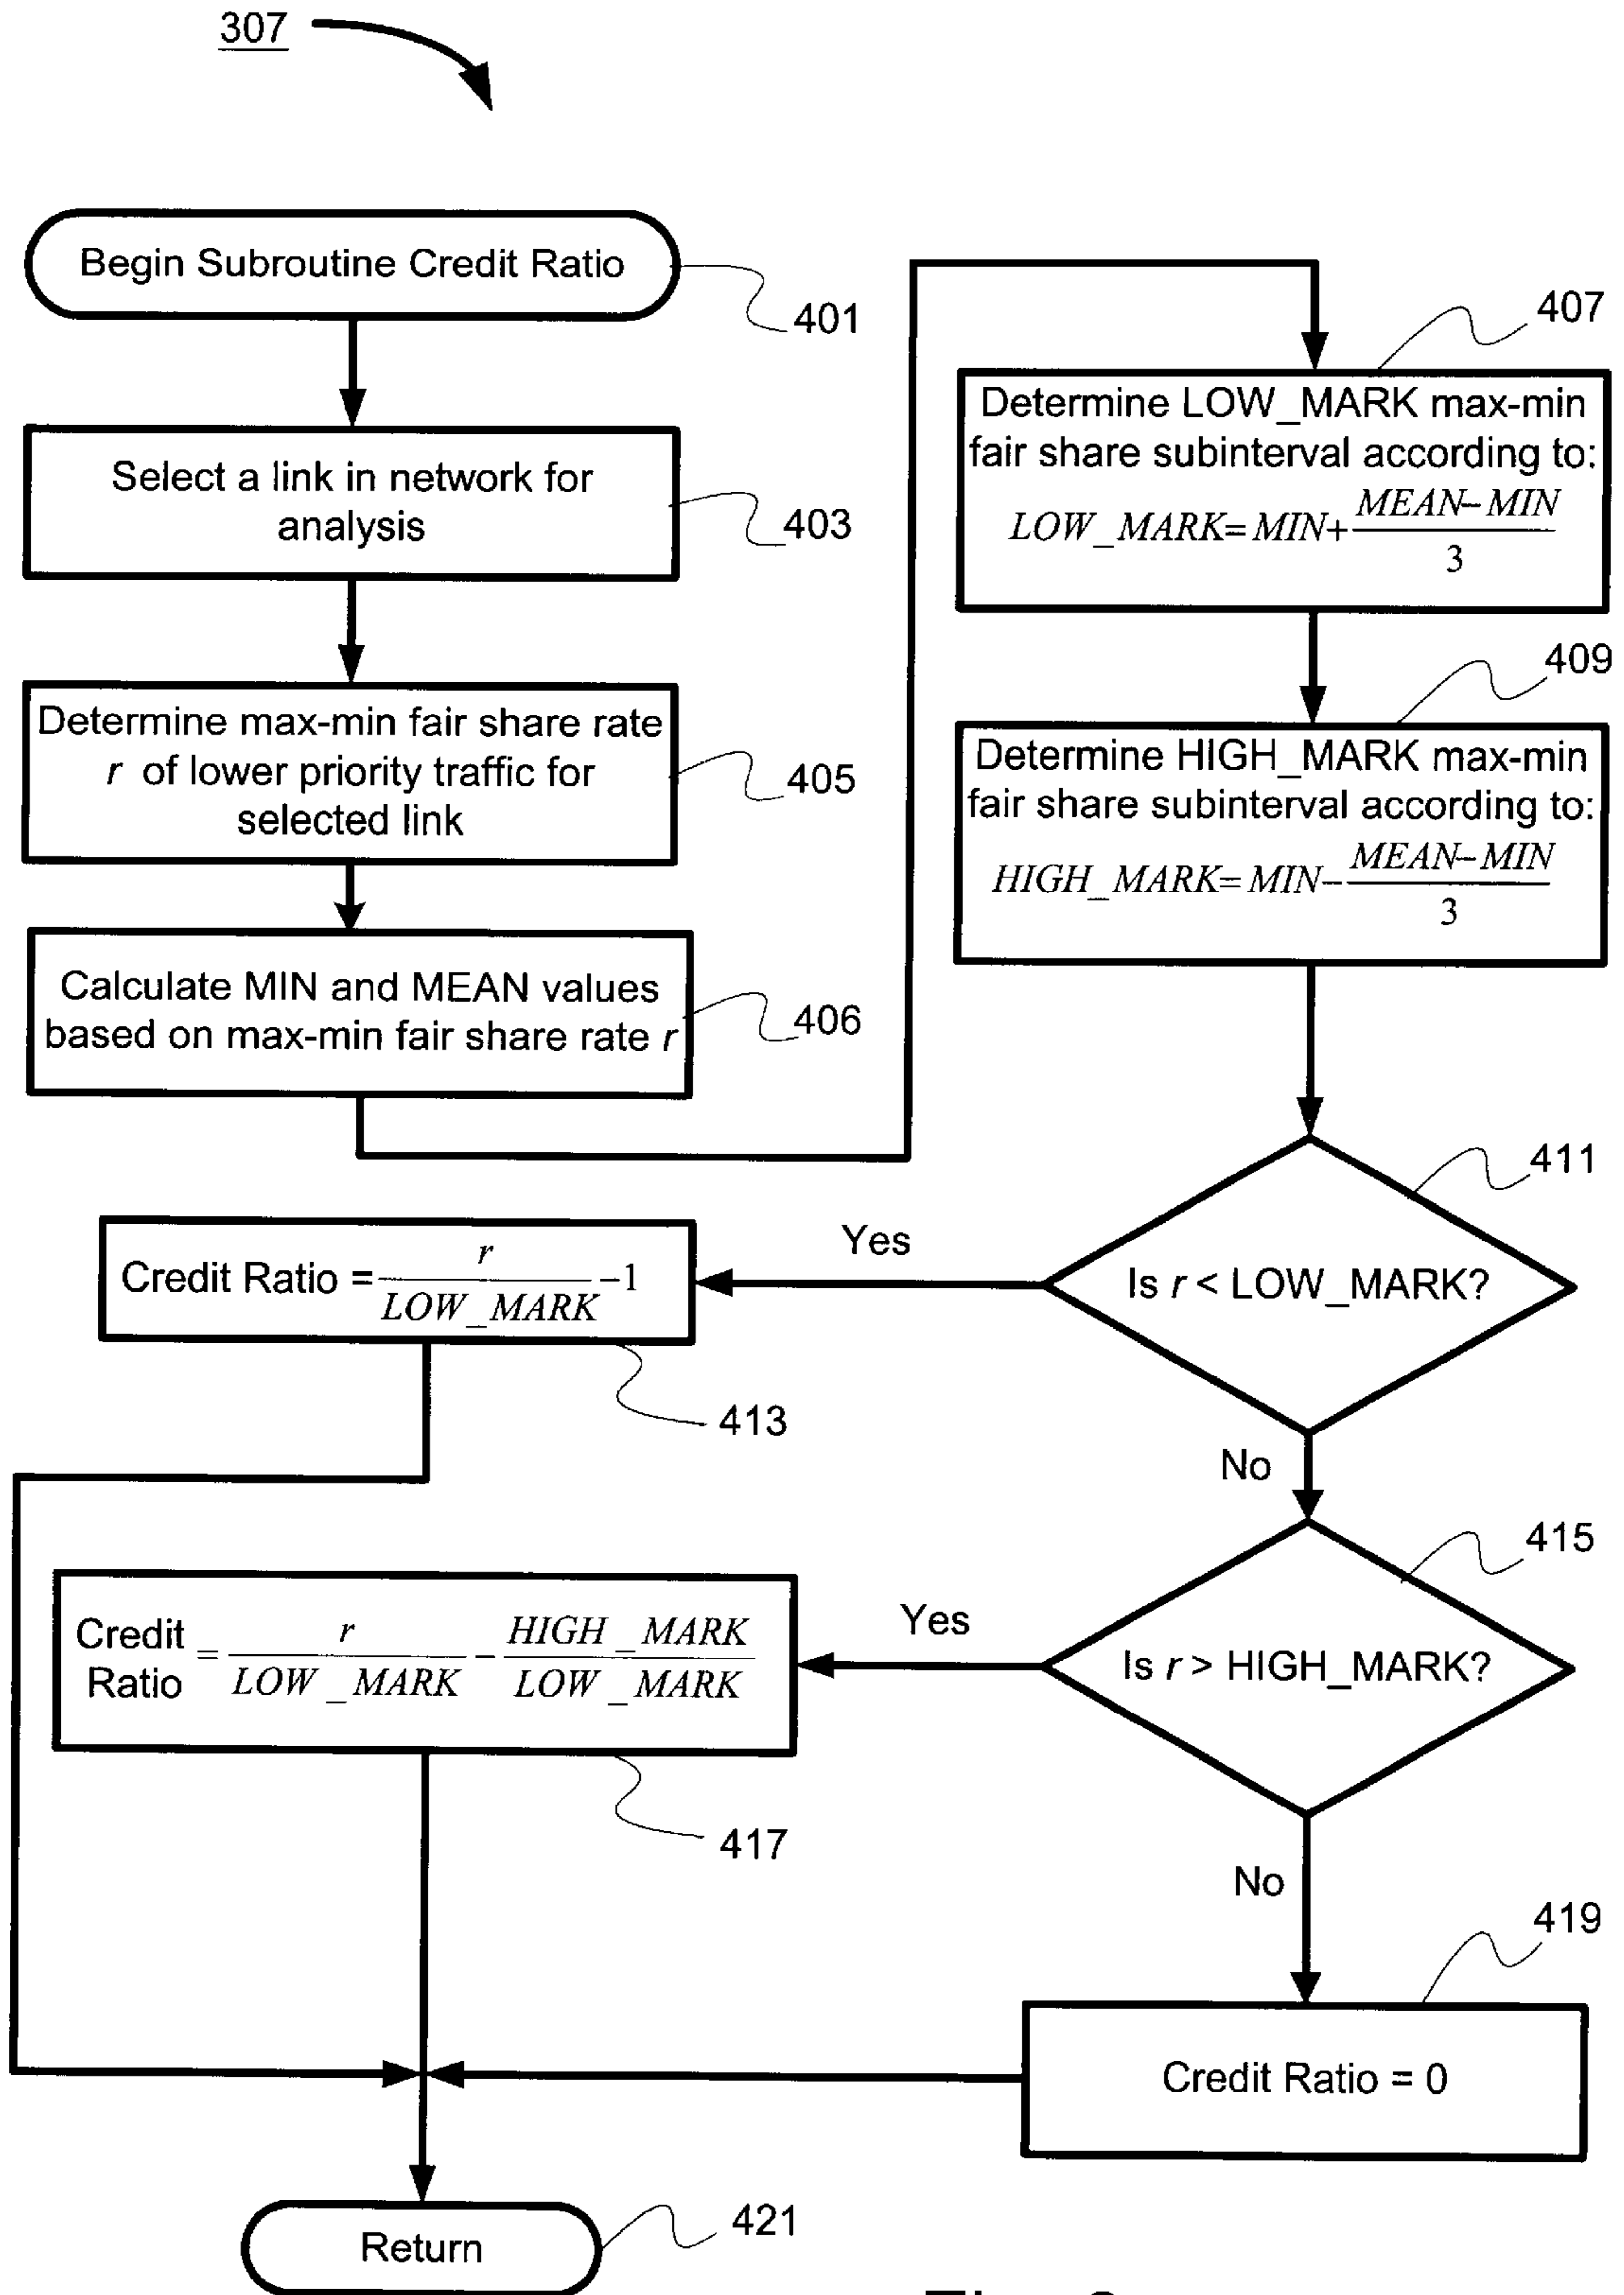 307
Begin Subroutine Credit Ratio
401
Select a link in network for
analysis
403
Determine max-min fair share rate
r of lower priority traffic for
selected link
405
Calculate MIN and MEAN values
based on max-min fair share rate r
406
407
Determine LOW_MARK max-min
fair share subinterval according to:
LOW_MARK=MIN+ MEAN–MIN
3
409
Determine HIGH_MARK max-min
fair share subinterval according to:
HIGH_MARK=MIN– MEAN–MIN
3
411
Is r < LOW_MARK?
Yes
Credit Ratio = r –1
LOW_MARK
413
No
415
Is r > HIGH_MARK?
Yes
Credit
Ratio
= r – HIGH_MARK
LOW_MARK LOW_MARK
417
No
419
Credit Ratio = 0
Return
421